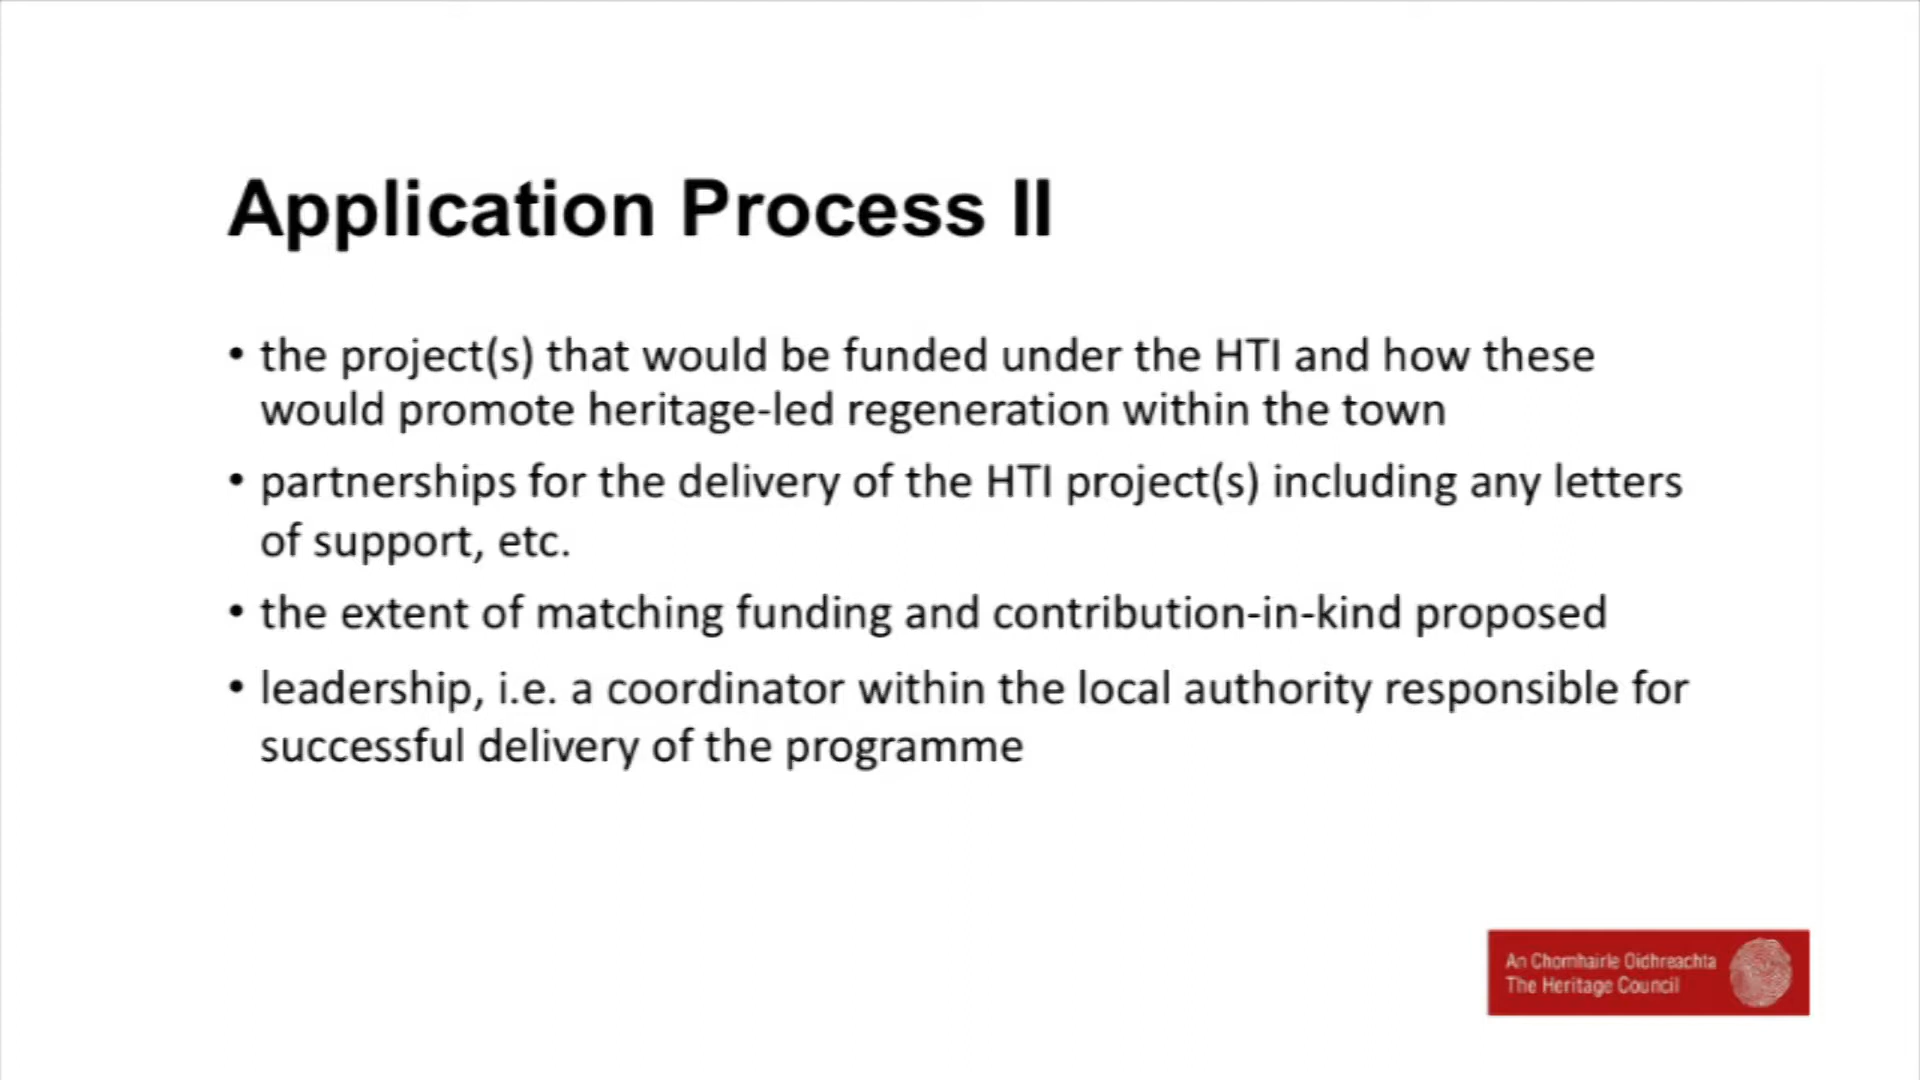 Application Process II
• the project(s) that would be funded under the HTI and how these
would promote heritage-led regeneration within the town
• partnerships for the delivery of the HTI project(s) including any letters
of support, etc.
• the extent of matching funding and contribution-in-kind proposed
• leadership, i.e. a coordinator within the local authority responsible for
successful delivery of the programme
An Chomhairle Oidhreachta
The Heritage Council